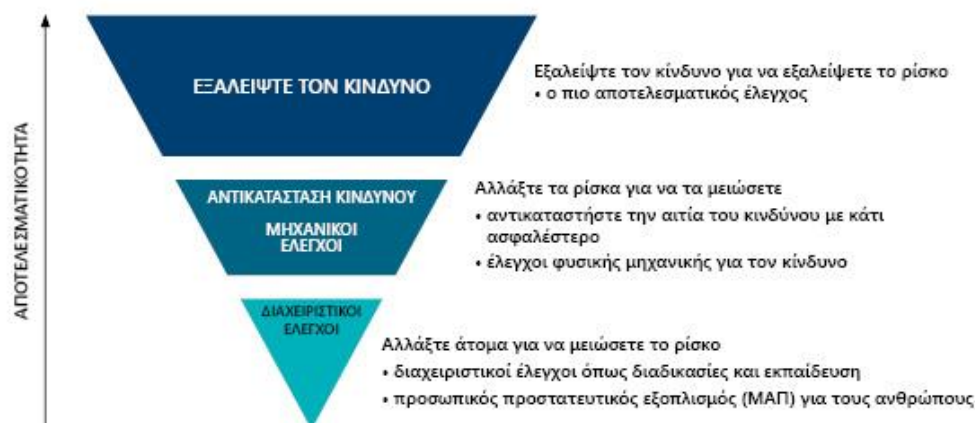 ΑΠΟΤΕΛΕΣΜΑΤΙΚΟΤΗΤΑ
ΕΞΑΛΕΙΨΤΕ ΤΟΝ ΚΙΝΔΥΝΟ
Εξαλείψτε τον κίνδυνο για να εξαλείψετε το ρίσκο
• ο πιο αποτελεσματικός έλεγχος
ΑΝΤΙΚΑΤΑΣΤΑΣΗ ΚΙΝΔΥΝΟΥ
ΜΗΧΑΝΙΚΟΙ
ΕΛΕΓΧΟΙ
Αλλάξτε τα ρίσκα για να τα μειώσετε
• αντικαταστήστε την αιτία του κινδύνου με κάτι
ασφαλέστερο
• έλεγχοι φυσικής μηχανικής για τον κίνδυνο
ΔΙΑΧΕΙΡΙΣΤΙΚΟΙ
ΕΛΕΓΧΟΙ
Αλλάξτε άτομα για να μειώσετε το ρίσκο
• διαχειριστικοί έλεγχοι όπως διαδικασίες και εκπαίδευση
• προσωπικός προστατευτικός εξοπλισμός (ΜΑΠ) για τους ανθρώπους